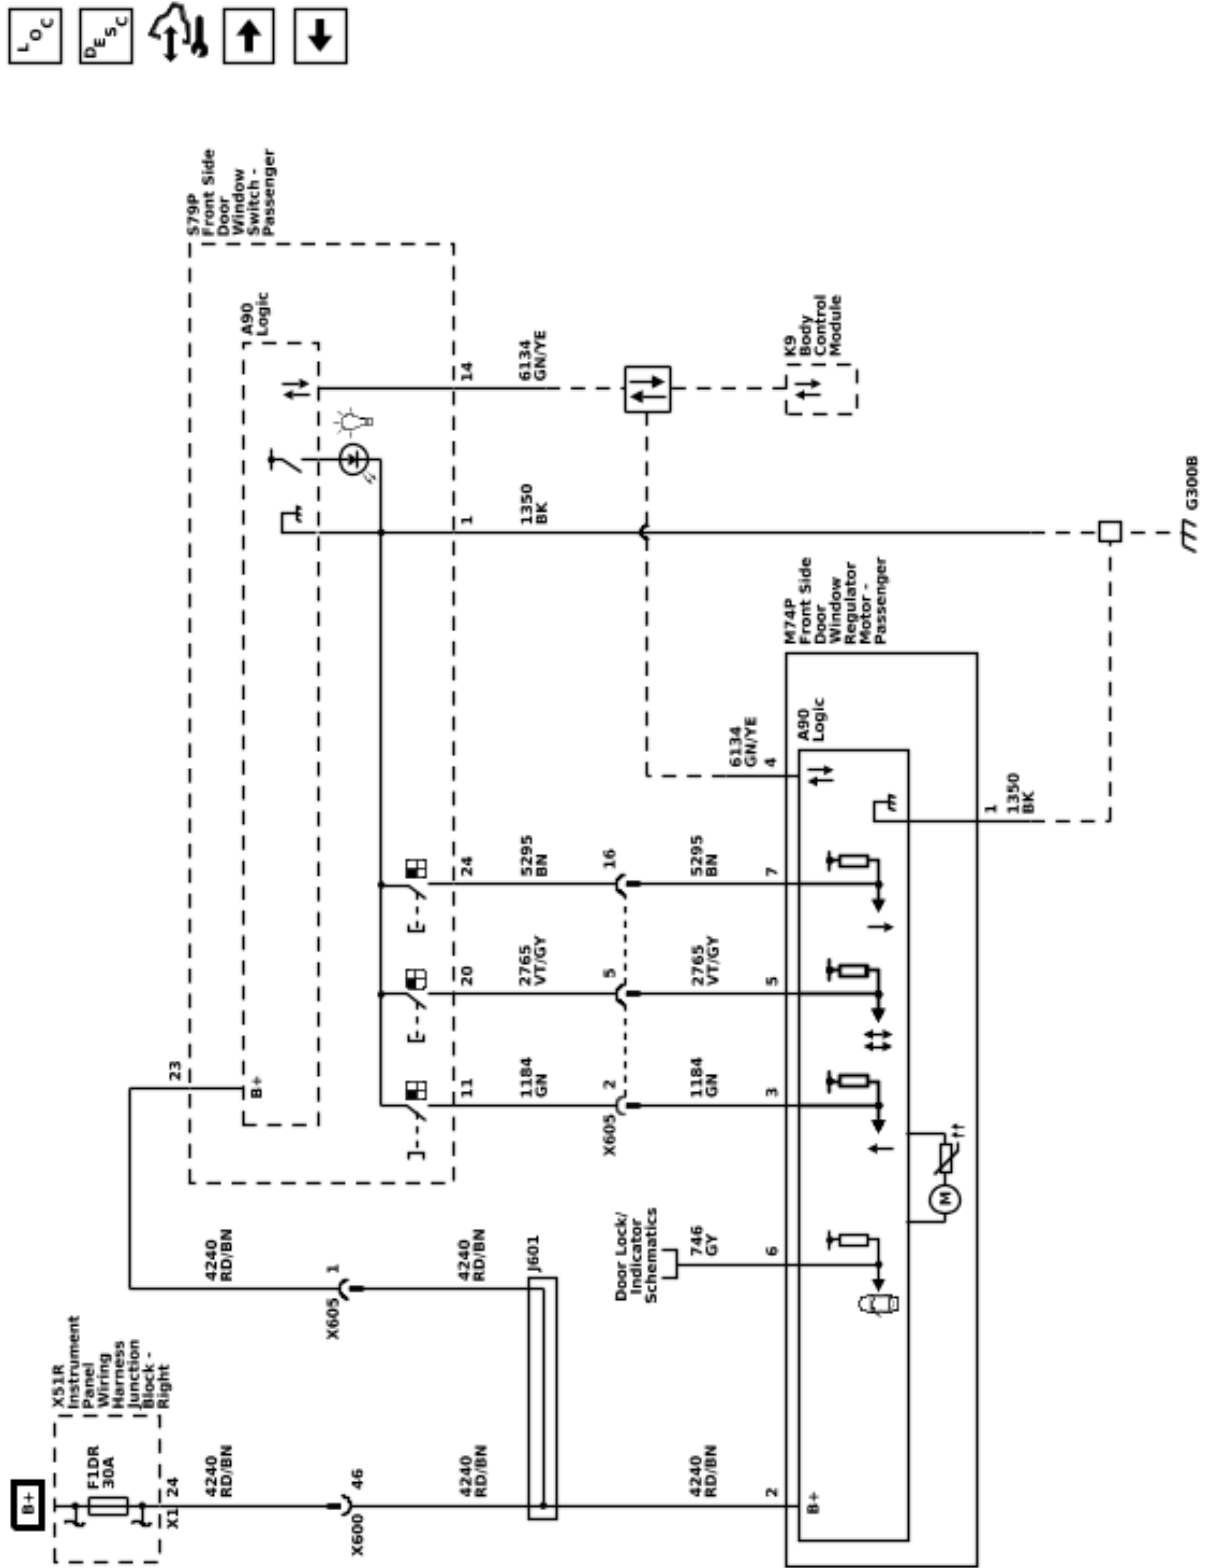 LOC
DESC
B+
X51R
Instrument
Panel
Wiring
Harness
Junction
Block -
Right
F1DR
30A
X1
24
4240
RD/BN
X600
46
4240
RD/BN
4240
RD/BN
2
B+
4240
RD/BN
X605
1
4240
RD/BN
J601
23
B+
S79P
Front Side
Door
Window
Switch -
Passenger
A90
Logic
11
1184
GN
X605
2
1184
GN
3
20
2765
VT/GY
5
2765
VT/GY
5
24
5295
BN
16
5295
BN
7
1
1350
BK
14
6134
GN/YE
K9
Body
Control
Module
6134
GN/YE
4
Door Lock/
Indicator
Schematics
746
GY
6
M
M74P
Front Side
Door
Window
Regulator
Motor -
Passenger
A90
Logic
1
1350
BK
G300B